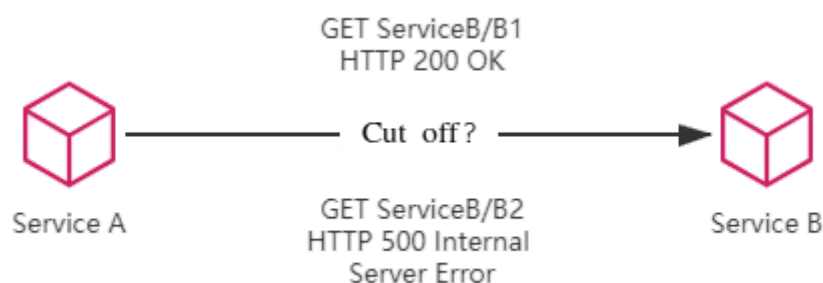 GET ServiceB/B1
HTTP 200 OK
Cut off?
Service A
Service B
GET ServiceB/B2
HTTP 500 Internal
Server Error